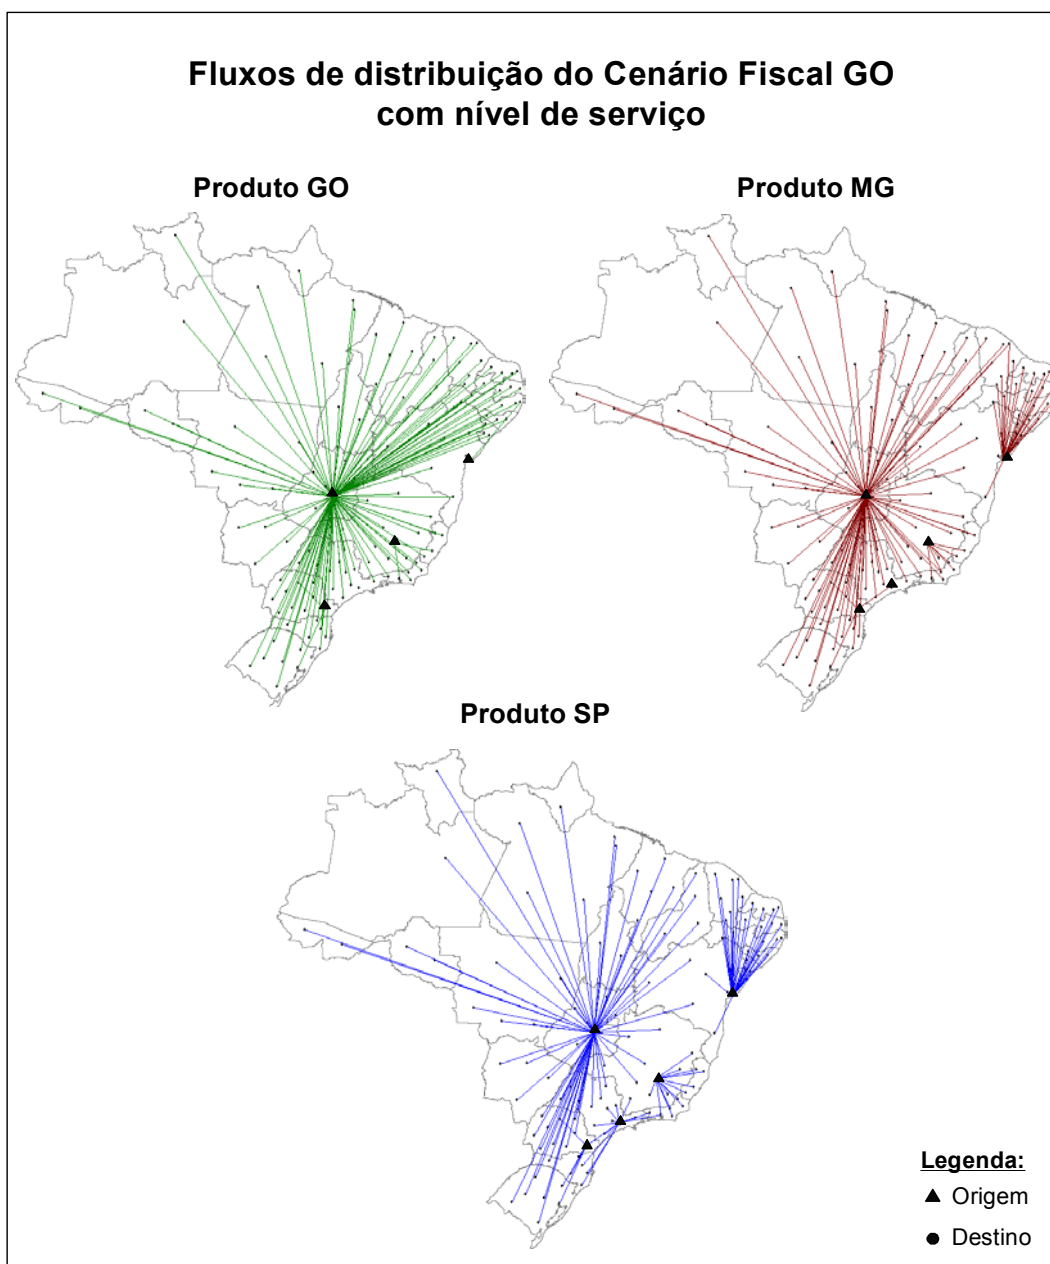 Fluxos de distribuição do Cenário Fiscal GO
com nível de serviço
Produto GO
Produto MG
Produto SP
Legenda:
Origem
Destino